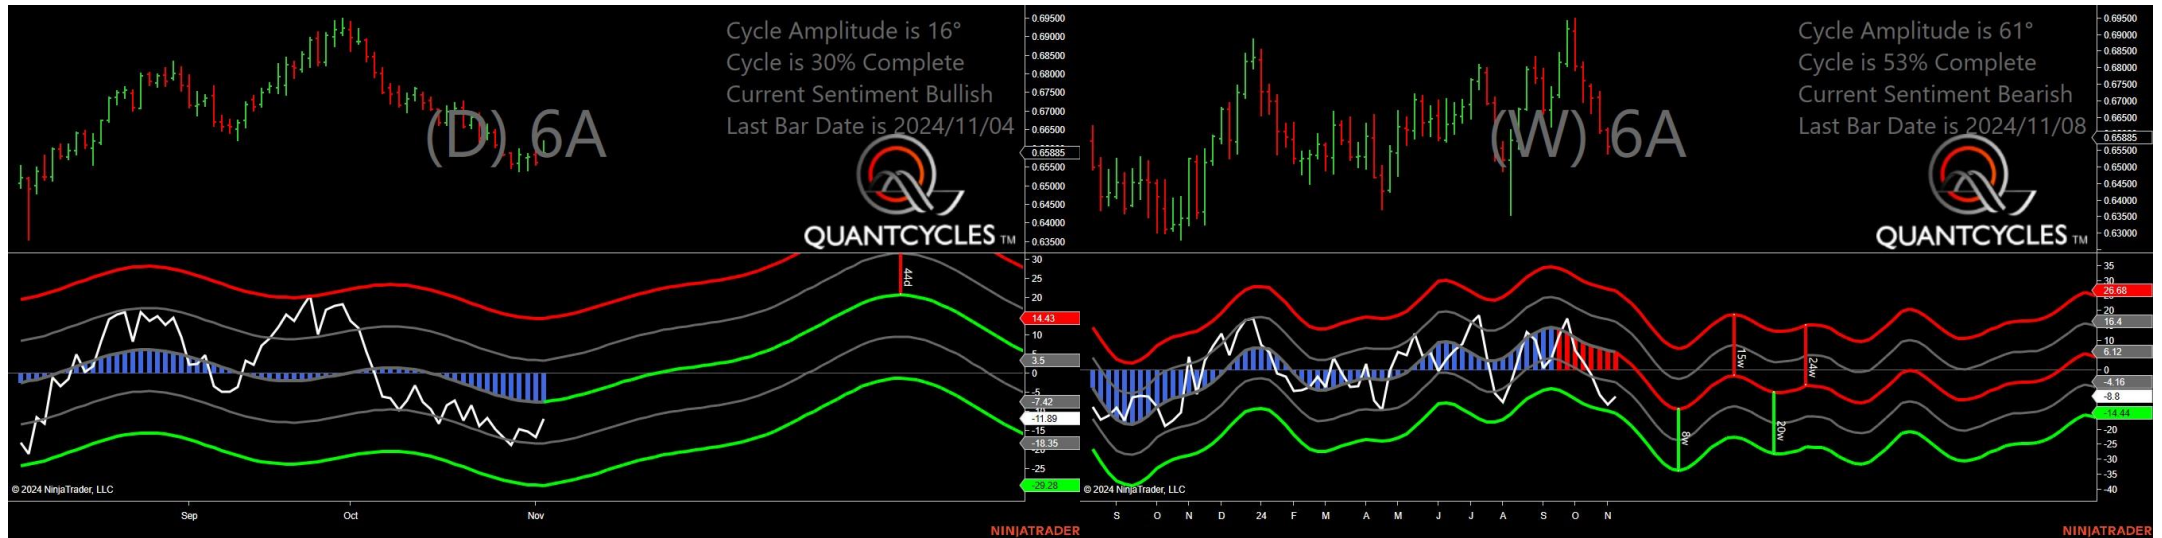 Cycle Amplitude is 16°
Cycle is 30% Complete
Current Sentiment Bullish
Last Bar Date is 2024/11/04
(D) 6A
QUANTCYCLES TM
0.69500
0.69000
0.68500
0.68000
0.67500
0.67000
0.66500
0.65885
0.65500
0.65000
0.64500
0.64000
0.63500
44d
30
25
20
14.43
10
3.5
0
-5
-7.42
-11.89
-15
-18.35
-25
-29.28
© 2024 NinjaTrader, LLC
Sep Oct Nov
NINJATRADER
Cycle Amplitude is 61°
Cycle is 53% Complete
Current Sentiment Bearish
Last Bar Date is 2024/11/08
(W) 6A
QUANTCYCLES TM
0.69500
0.69000
0.68500
0.68000
0.67500
0.67000
0.66500
0.65885
0.65500
0.65000
0.64500
0.64000
0.63500
0.63000
15w
24w
8w
20w
35
30
26.68
20
16.4
10
6.12
0
-4.16
-8.8
-14.44
-20
-25
-30
-35
-40
© 2024 NinjaTrader, LLC
S O N D 24 F M A M J J A S O N
NINJATRADER